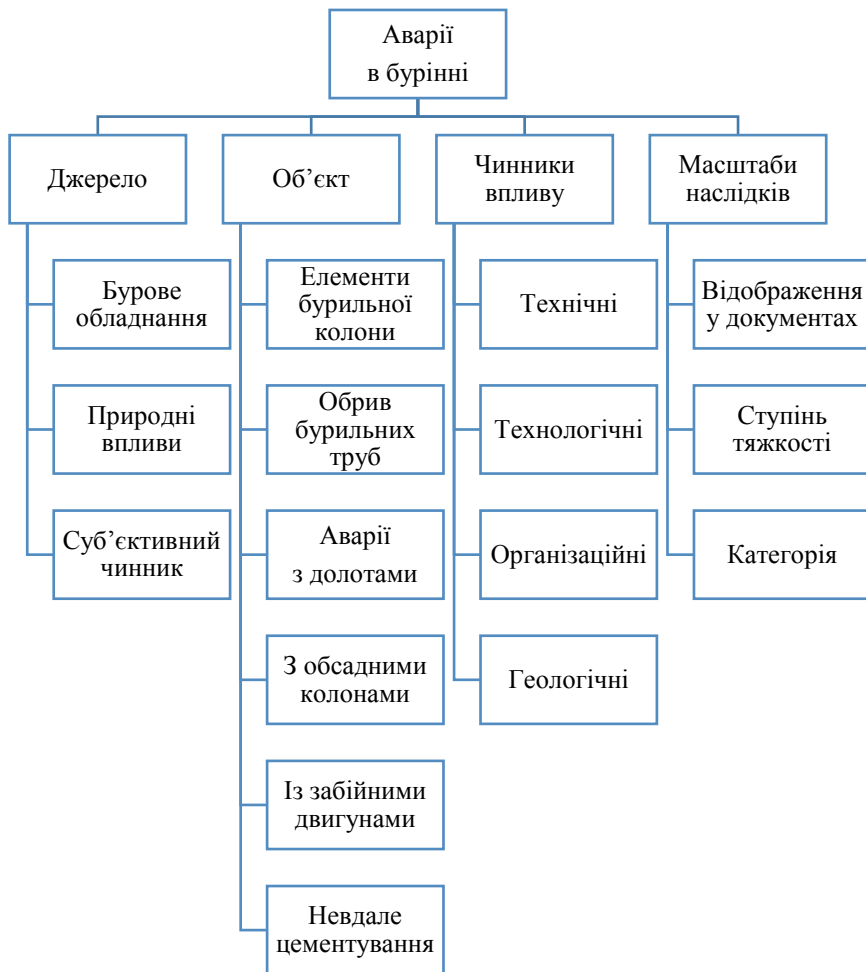 Аварії
в бурінні
Джерело
Об’єкт
Чинники
впливу
Масштаби
наслідків
Бурове
обладнання
Природні
впливи
Суб’єктивний
чинник
Елементи
бурильної
колони
Обрив
бурильних
труб
Аварії
з долотами
З обсадними
колонами
Із забійними
двигунами
Невдале
цементування
Технічні
Технологічні
Організаційні
Геологічні
Відображення
у документах
Ступінь
тяжкості
Категорія